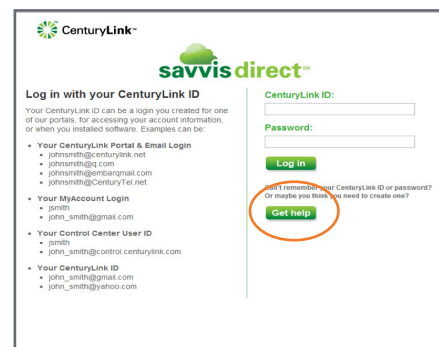 CenturyLink™
savvisdirect℠
Log in with your CenturyLink ID
Your CenturyLink ID can be a login you created for one
of our portals, for accessing your account information,
or when you installed software. Examples can be:
• Your CenturyLink Portal & Email Login
• johnsmith@centurylink.net
• johnsmith@q.com
• johnsmith@embarqmail.com
• johnsmith@CenturyTel.net
• Your MyAccount Login
• jsmith
• john_smith@gmail.com
• Your Control Center User ID
• jsmith
• john_smith@control.centurylink.com
• Your CenturyLink ID
• john_smith@gmail.com
• john_smith@yahoo.com
CenturyLink ID:
Password:
Log in
Can't remember your CenturyLink ID or password?
Or maybe you think you need to create one?
Get help